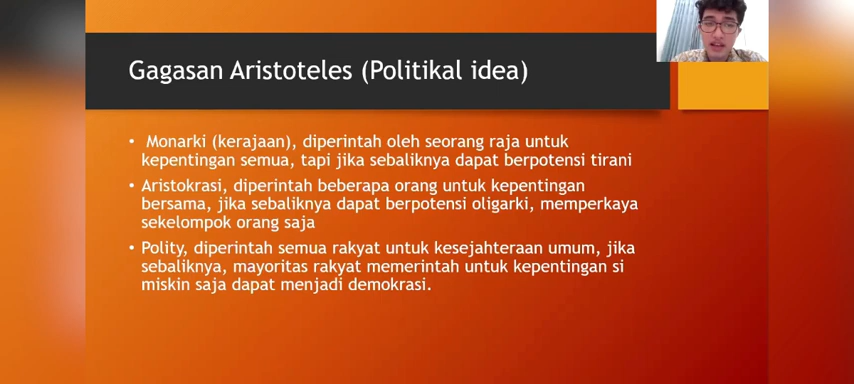 Gagasan Aristoteles (Politikal idea)
• Monarki (kerajaan), diperintah oleh seorang raja untuk
kepentingan semua, tapi jika sebaliknya dapat berpotensi tirani
• Aristokrasi, diperintah beberapa orang untuk kepentingan
bersama, jika sebaliknya dapat berpotensi oligarki, memperkaya
sekelompok orang saja
• Polity, diperintah semua rakyat untuk kesejahteraan umum, jika
sebaliknya, mayoritas rakyat memerintah untuk kepentingan si
miskin saja dapat menjadi demokrasi.